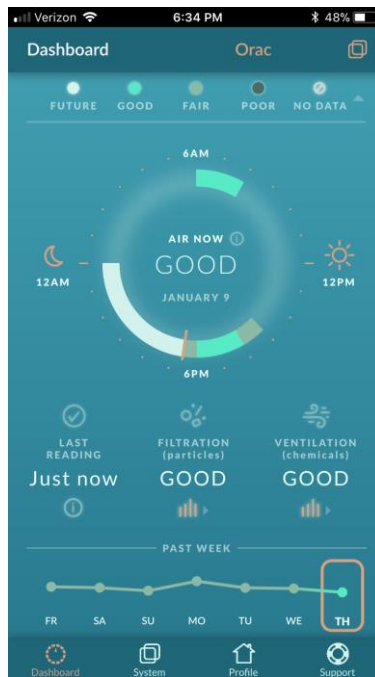 Verizon 6:34 PM 48%
Dashboard Orac
FUTURE GOOD FAIR POOR NO DATA
6AM
AIR NOW
GOOD
JANUARY 9
12AM 12PM
6PM
LAST READING
Just now
FILTRATION
(particles)
GOOD
VENTILATION
(chemicals)
GOOD
PAST WEEK
FR SA SU MO TU WE TH
Dashboard System Profile Support